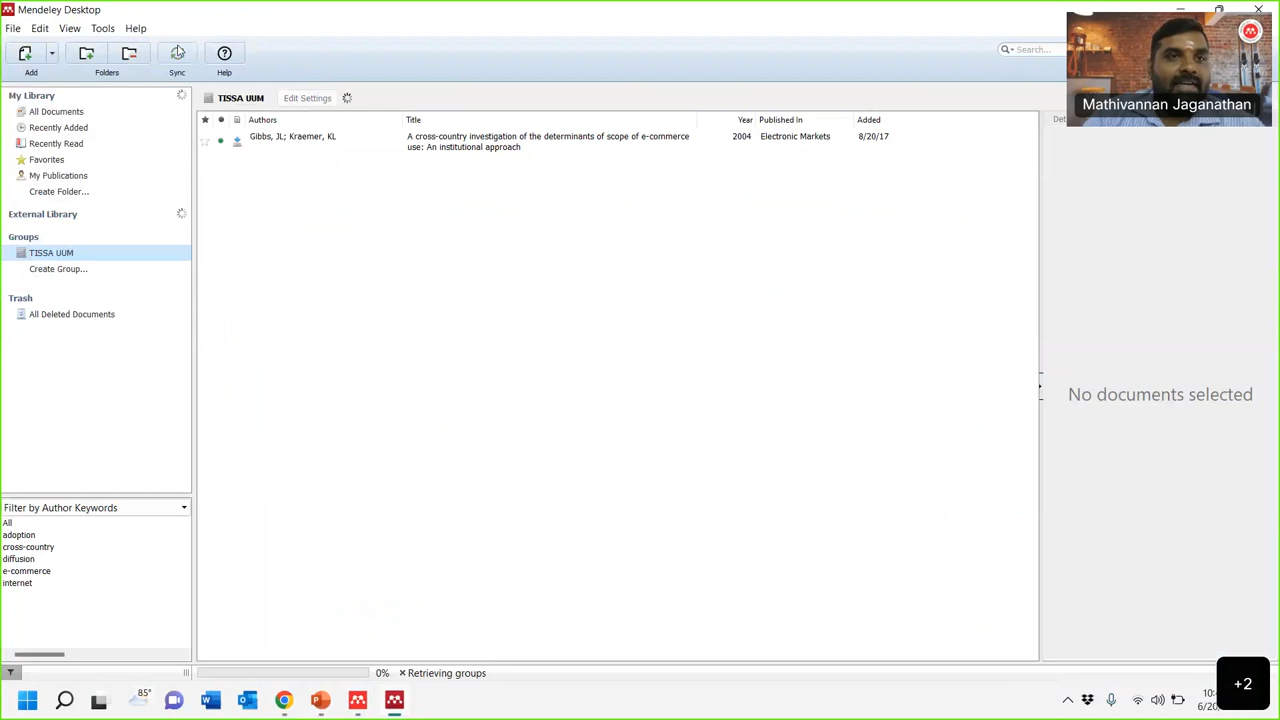 Mendeley Desktop
File Edit View Tools Help
Add Folders Sync Help
Search...
Mathivannan Jaganathan
My Library
All Documents
Recently Added
Recently Read
Favorites
My Publications
Create Folder...
External Library
Groups
TISSA UUM
Create Group...
Trash
All Deleted Documents
Filter by Author Keywords
All
adoption
cross-country
diffusion
e-commerce
internet
TISSA UUM Edit Settings
Authors Title Year Published In Added
Gibbs, JL; Kraemer, KL A cross-country investigation of the determinants of scope of e-commerce 2004 Electronic Markets 8/20/17
use: An institutional approach
No documents selected
0% Retrieving groups
85°
+2